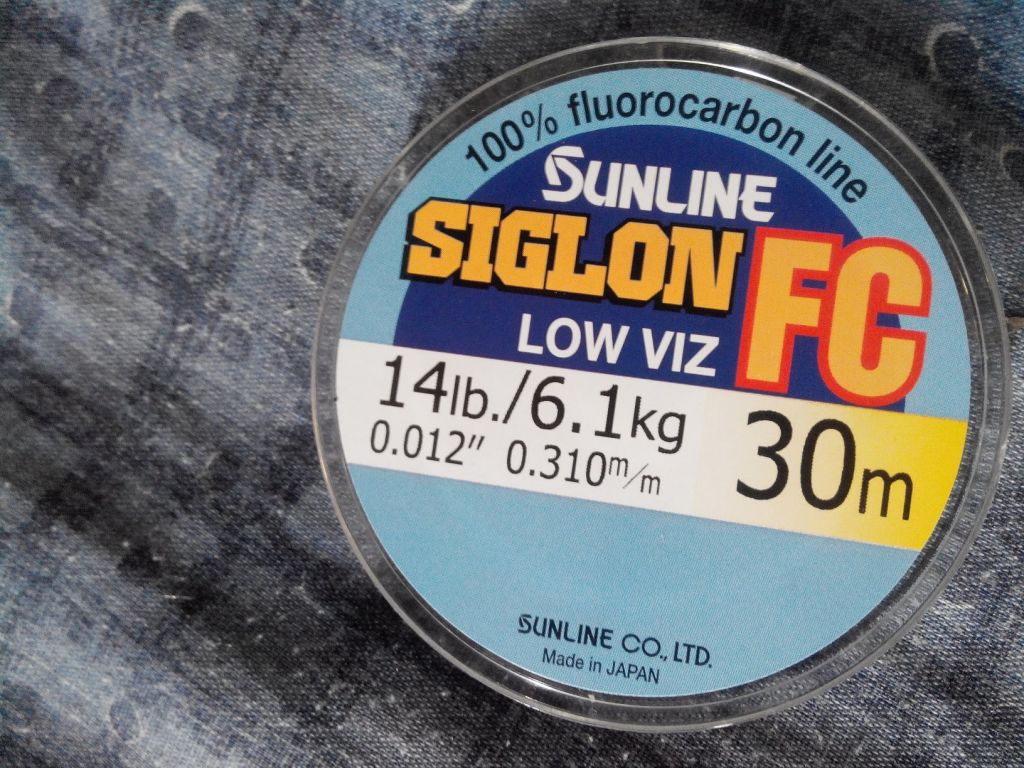 100% fluorocarbon line
SUNLINE
SIGLON FC
LOW VIZ
14lb./6.1kg
0.012″ 0.310m/m
30m
SUNLINE CO., LTD.
Made in JAPAN